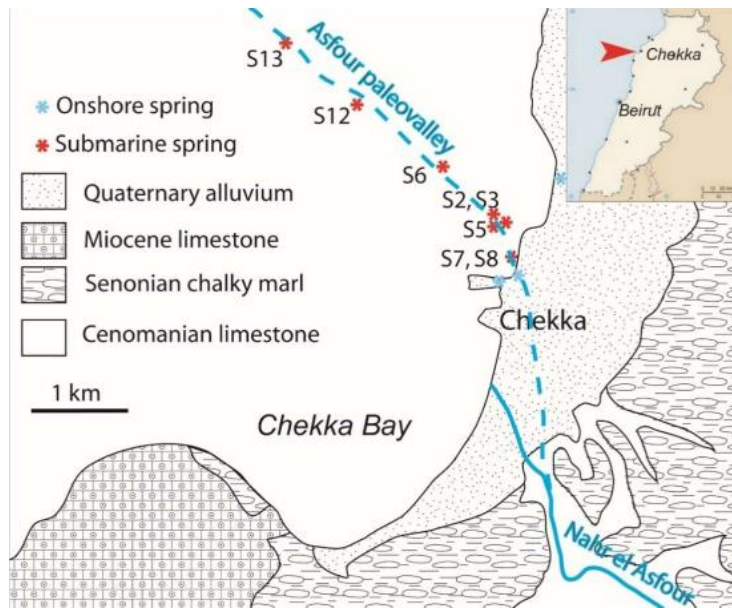 Asfour paleovalley
S13
S12
S6
S2, S3
S5
S7, S8
Chekka
Onshore spring
Submarine spring
Quaternary alluvium
Miocene limestone
Senonian chalky marl
Cenomanian limestone
1 km
Chekka Bay
Nahr el Asfour
Chekka
Beirut